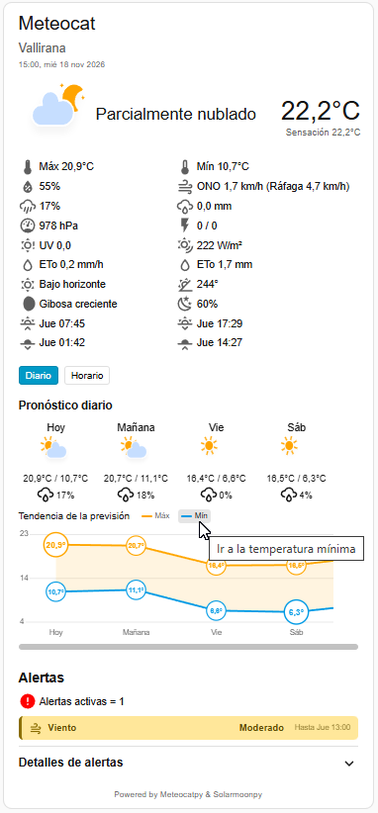 Meteocat
Vallirana
15:00, mié 18 nov 2026
Parcialmente nublado
22,2°C
Sensación 22,2°C
Máx 20,9°C
Mín 10,7°C
55%
ONO 1,7 km/h (Ráfaga 4,7 km/h)
17%
0,0 mm
978 hPa
0 / 0
UV 0,0
222 W/m²
ETo 0,2 mm/h
ETo 1,7 mm
Bajo horizonte
244°
Gibosa creciente
60%
Jue 07:45
Jue 17:29
Jue 01:42
Jue 14:27
Diario
Horario
Pronóstico diario
Hoy
Mañana
Vie
Sáb
20,9°C / 10,7°C
20,7°C / 11,1°C
16,4°C / 6,6°C
16,5°C / 6,3°C
17%
18%
0%
4%
Tendencia de la previsión
Máx
Mín
Ir a la temperatura mínima
23
14
4
20,9°
20,7°
16,4°
16,5°
10,7°
11,1°
6,6°
6,3°
Hoy
Mañana
Vie
Sáb
Alertas
Alertas activas = 1
Viento
Moderado
Hasta Jue 13:00
Detalles de alertas
Powered by Meteocatpy & Solarmoonpy